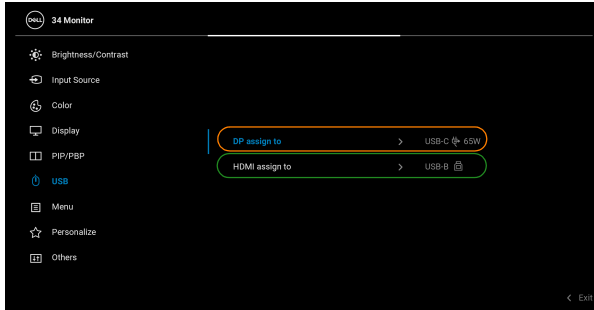 DELL 34 Monitor
Brightness/Contrast
Input Source
Color
Display
DP assign to > USB-C 65W
PIP/PBP
HDMI assign to > USB-B
USB
Menu
Personalize
Others
< Exit